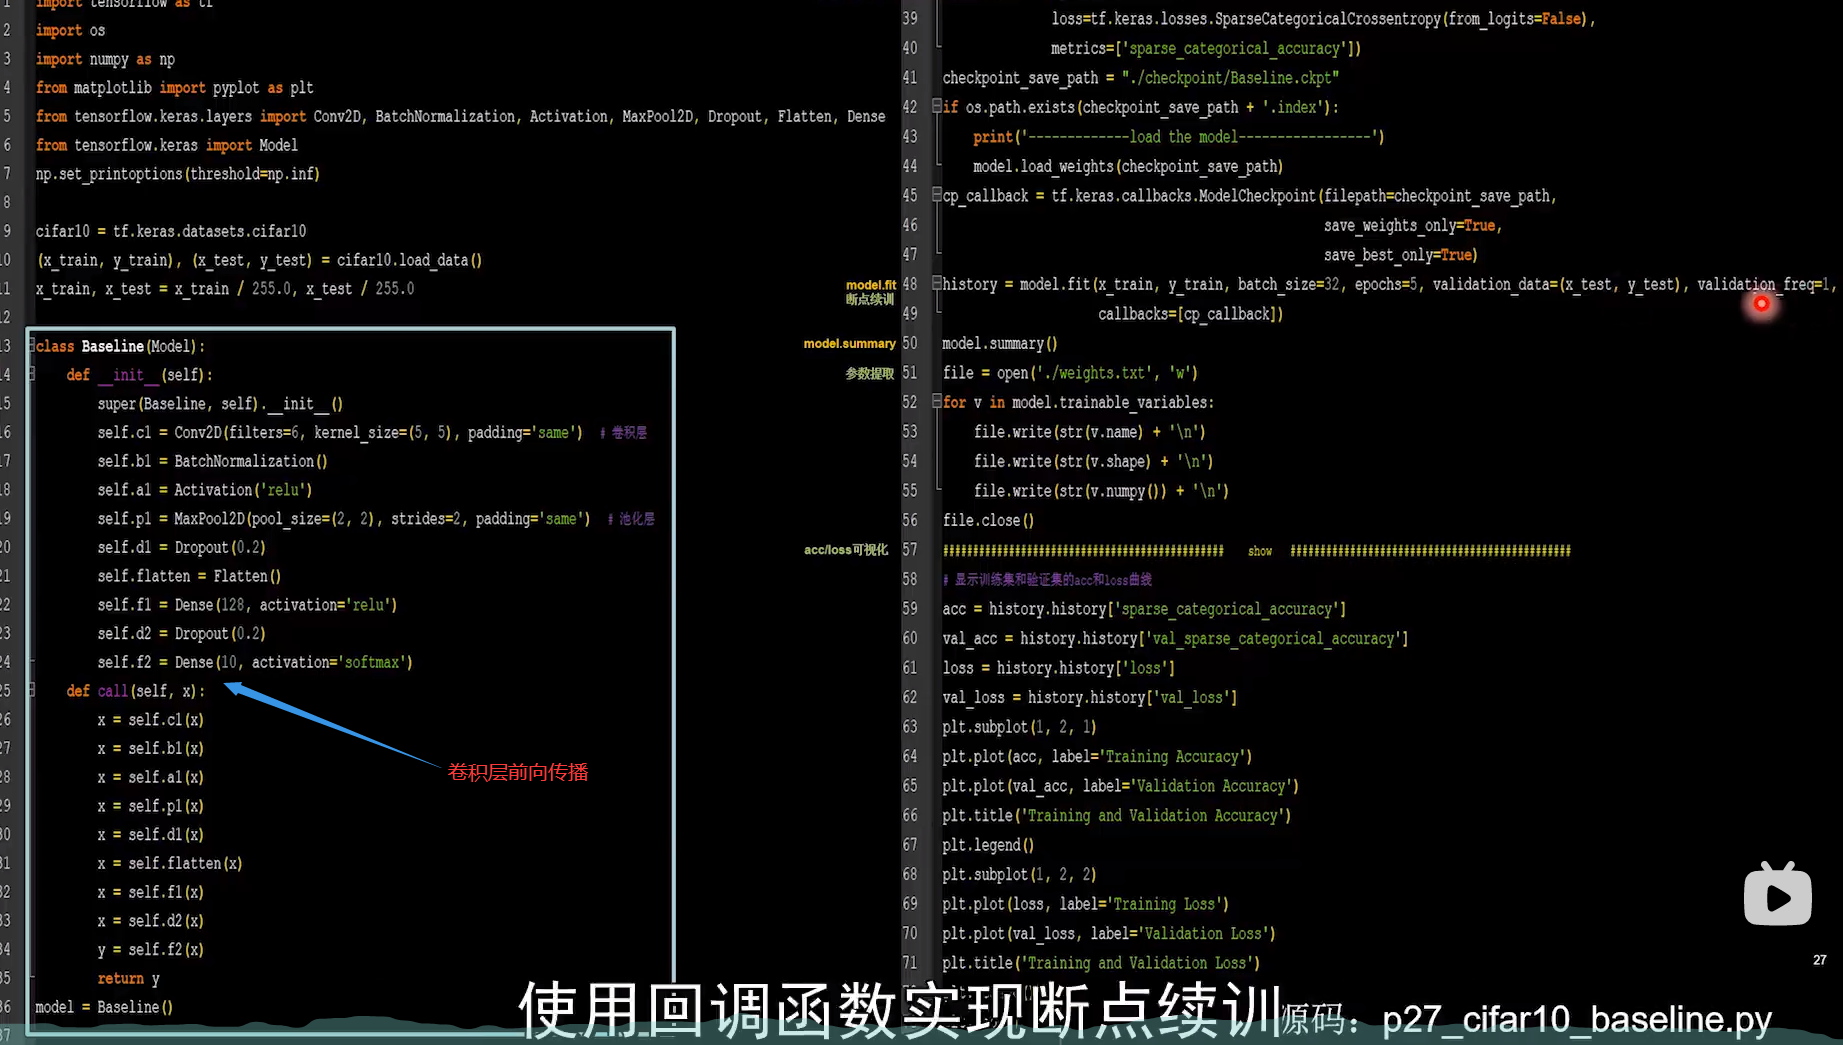 1 import tensorflow as tf
2 import os
3 import numpy as np
4 from matplotlib import pyplot as plt
5 from tensorflow.keras.layers import Conv2D, BatchNormalization, Activation, MaxPool2D, Dropout, Flatten, Dense
6 from tensorflow.keras import Model
7 np.set_printoptions(threshold=np.inf)
8
9 cifar10 = tf.keras.datasets.cifar10
10 (x_train, y_train), (x_test, y_test) = cifar10.load_data()
11 x_train, x_test = x_train / 255.0, x_test / 255.0
12
13 class Baseline(Model):
14 def __init__(self):
15 super(Baseline, self).__init__()
16 self.c1 = Conv2D(filters=6, kernel_size=(5, 5), padding='same') # 卷积层
17 self.b1 = BatchNormalization()
18 self.a1 = Activation('relu')
19 self.p1 = MaxPool2D(pool_size=(2, 2), strides=2, padding='same') # 池化层
20 self.d1 = Dropout(0.2)
21 self.flatten = Flatten()
22 self.f1 = Dense(128, activation='relu')
23 self.d2 = Dropout(0.2)
24 self.f2 = Dense(10, activation='softmax')
25 def call(self, x):
26 x = self.c1(x)
27 x = self.b1(x)
28 x = self.a1(x)
29 x = self.p1(x)
30 x = self.d1(x)
31 x = self.flatten(x)
32 x = self.f1(x)
33 x = self.d2(x)
34 y = self.f2(x)
35 return y
36 model = Baseline()
37
卷积层前向传播
39 loss=tf.keras.losses.SparseCategoricalCrossentropy(from_logits=False),
40 metrics=['sparse_categorical_accuracy'])
41 checkpoint_save_path = "./checkpoint/Baseline.ckpt"
42 if os.path.exists(checkpoint_save_path + '.index'):
43 print('-------------load the model-----------------')
44 model.load_weights(checkpoint_save_path)
45 cp_callback = tf.keras.callbacks.ModelCheckpoint(filepath=checkpoint_save_path,
46 save_weights_only=True,
47 save_best_only=True)
model.fit
断点续训
48 history = model.fit(x_train, y_train, batch_size=32, epochs=5, validation_data=(x_test, y_test), validation_freq=1,
49 callbacks=[cp_callback])
model.summary
50 model.summary()
参数提取
51 file = open('./weights.txt', 'w')
52 for v in model.trainable_variables:
53 file.write(str(v.name) + '\n')
54 file.write(str(v.shape) + '\n')
55 file.write(str(v.numpy()) + '\n')
56 file.close()
acc/loss可视化
57 ########################################### show ###########################################
58 # 显示训练集和验证集的acc和loss曲线
59 acc = history.history['sparse_categorical_accuracy']
60 val_acc = history.history['val_sparse_categorical_accuracy']
61 loss = history.history['loss']
62 val_loss = history.history['val_loss']
63 plt.subplot(1, 2, 1)
64 plt.plot(acc, label='Training Accuracy')
65 plt.plot(val_acc, label='Validation Accuracy')
66 plt.title('Training and Validation Accuracy')
67 plt.legend()
68 plt.subplot(1, 2, 2)
69 plt.plot(loss, label='Training Loss')
70 plt.plot(val_loss, label='Validation Loss')
71 plt.title('Training and Validation Loss')
27
使用回调函数实现断点续训
源码：p27_cifar10_baseline.py